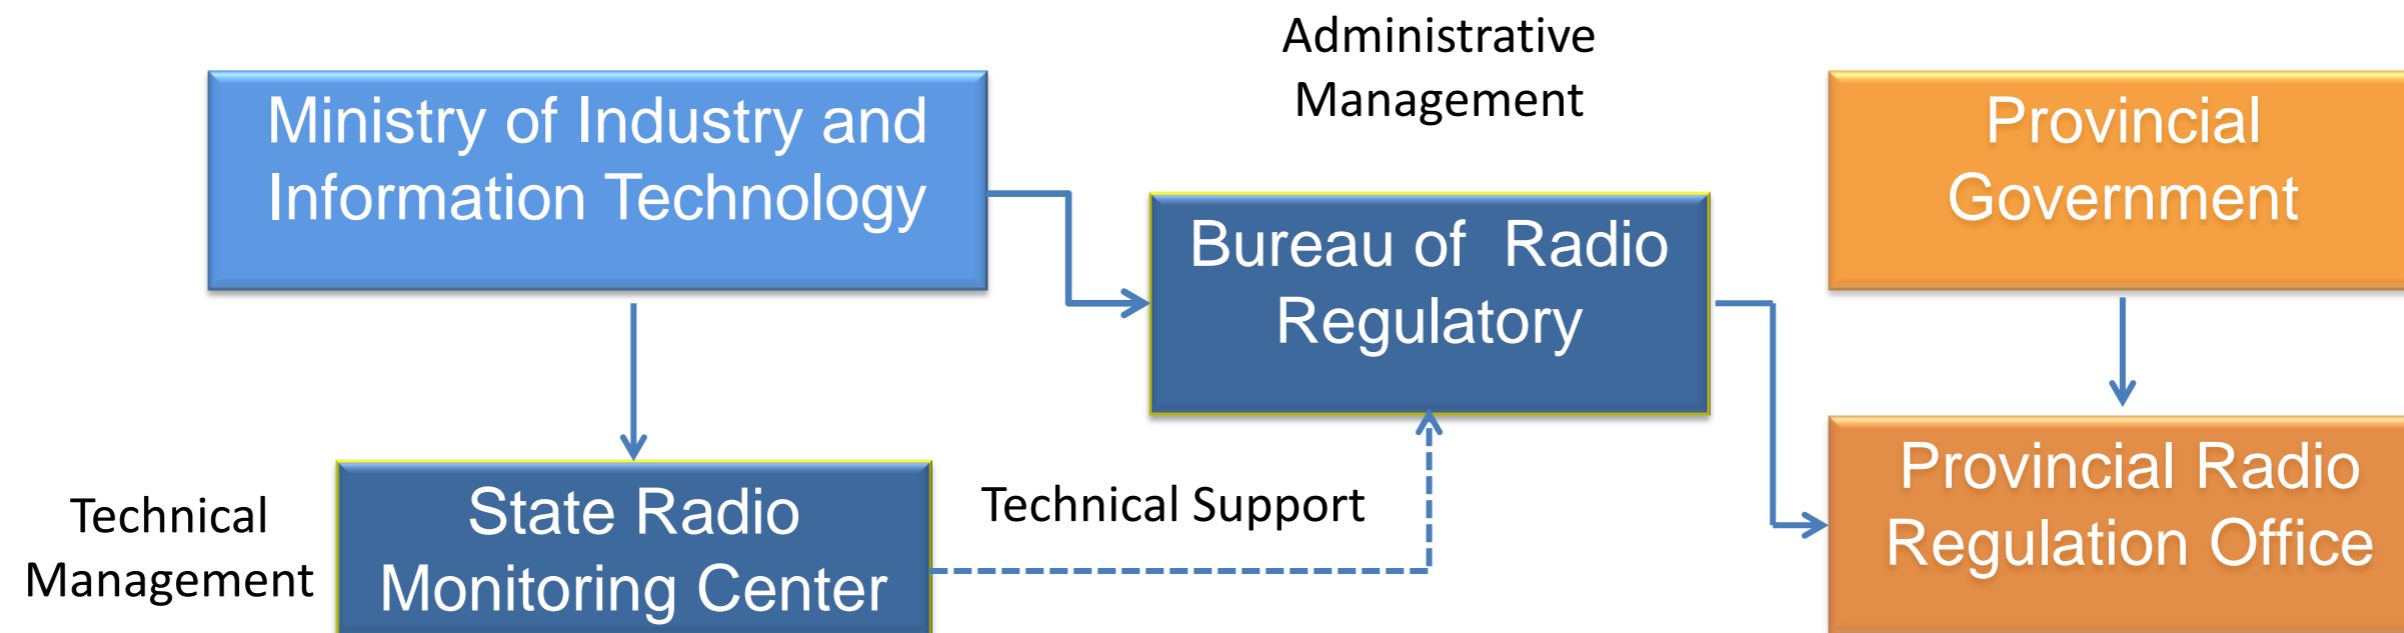 Administrative
Management
Ministry of Industry and
Information Technology
Provincial
Government
Bureau of  Radio
Regulatory
Technical
Management
State Radio
Monitoring Center
Technical Support
Provincial Radio
Regulation Office